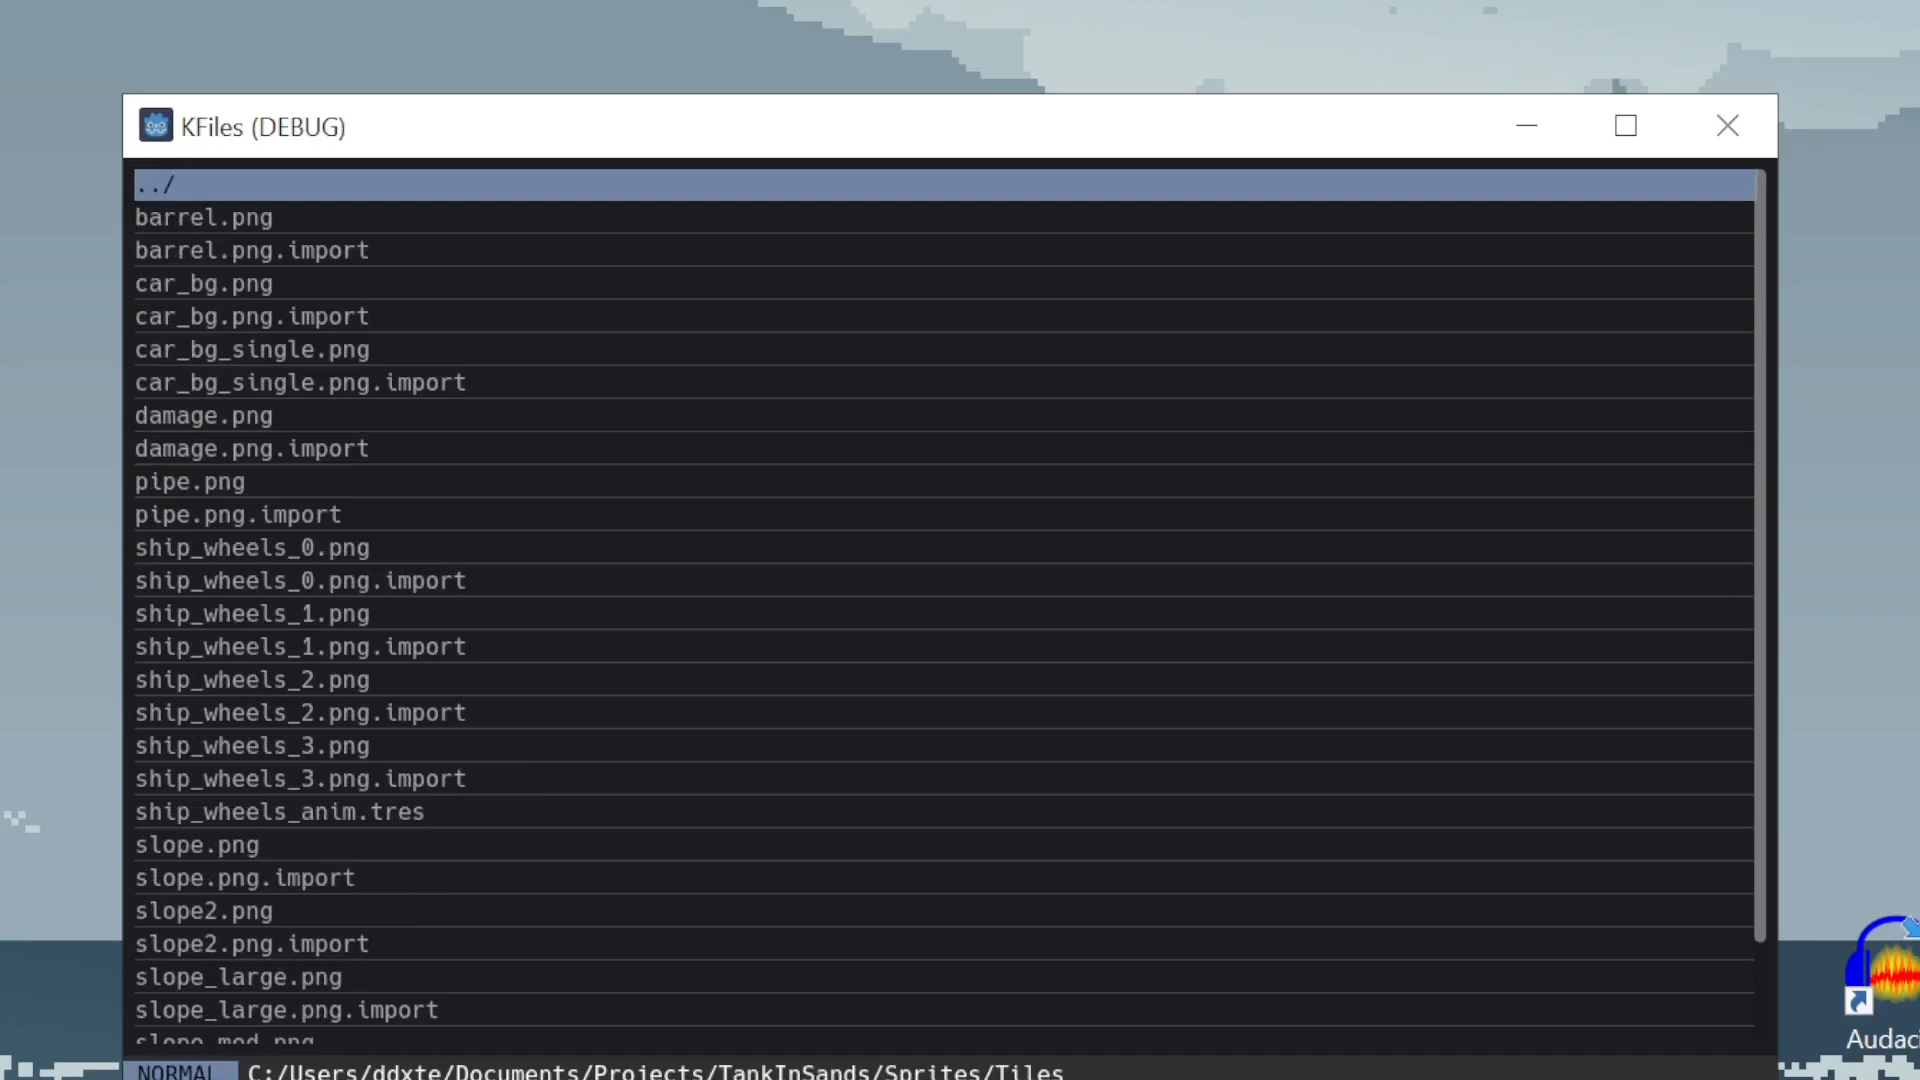 KFiles (DEBUG)
../
barrel.png
barrel.png.import
car_bg.png
car_bg.png.import
car_bg_single.png
car_bg_single.png.import
damage.png
damage.png.import
pipe.png
pipe.png.import
ship_wheels_0.png
ship_wheels_0.png.import
ship_wheels_1.png
ship_wheels_1.png.import
ship_wheels_2.png
ship_wheels_2.png.import
ship_wheels_3.png
ship_wheels_3.png.import
ship_wheels_anim.tres
slope.png
slope.png.import
slope2.png
slope2.png.import
slope_large.png
slope_large.png.import
slope_med.png
Audaci
NORMAL C:/Users/ddxte/Documents/Projects/TankInSands/Sprites/Tiles